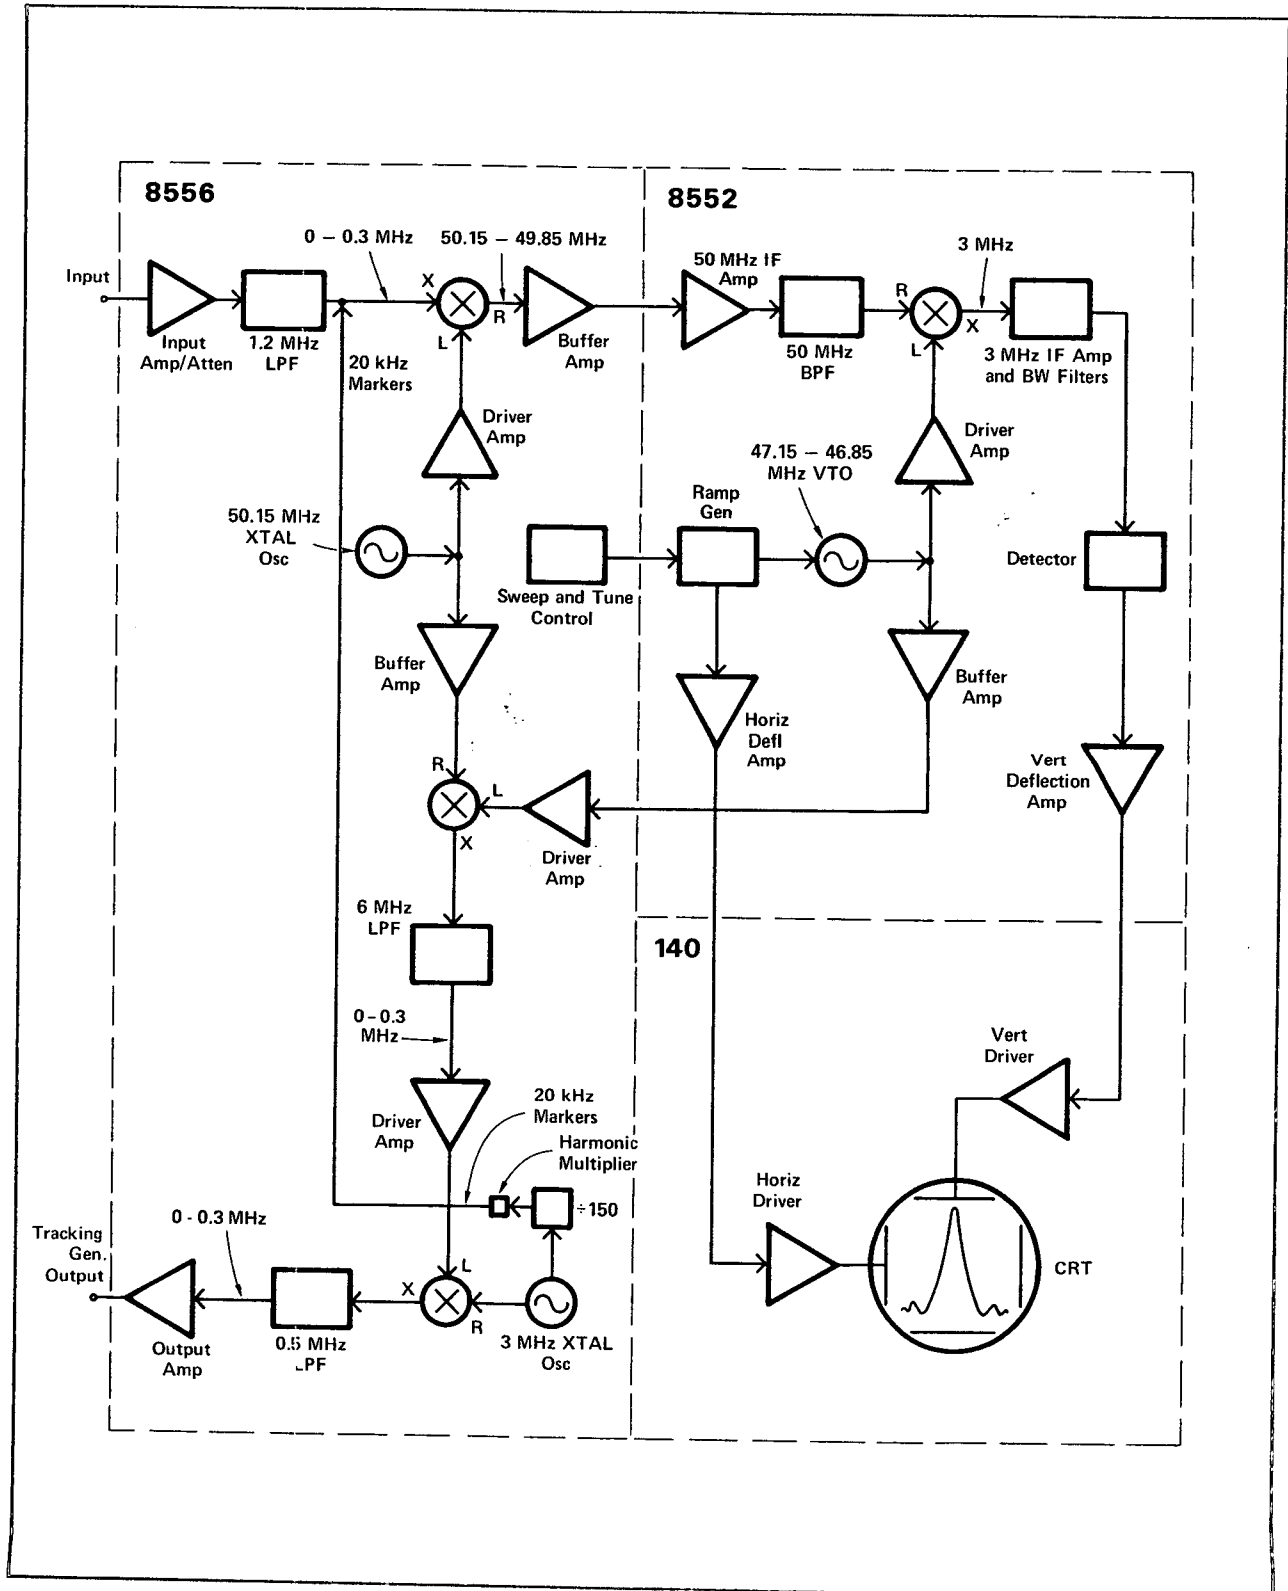 8556
8552
0 – 0.3 MHz
50.15 – 49.85 MHz
Input
X
R
L
Input
Amp/Atten
1.2 MHz
LPF
20 kHz
Markers
Buffer
Amp
50 MHz IF
Amp
50 MHz
BPF
3 MHz
R
X
L
3 MHz IF Amp
and BW Filters
Driver
Amp
Driver
Amp
47.15 – 46.85
MHz VTO
Ramp
Gen
50.15 MHz
XTAL
Osc
Sweep and Tune
Control
Detector
Buffer
Amp
Buffer
Amp
Horiz
Defl
Amp
Vert
Deflection
Amp
R
L
X
Driver
Amp
6 MHz
LPF
140
0 – 0.3
MHz
Vert
Driver
Driver
Amp
20 kHz
Markers
Harmonic
Multiplier
÷150
Horiz
Driver
CRT
0 - 0.3 MHz
Tracking
Gen.
Output
L
X
R
Output
Amp
0.5 MHz
LPF
3 MHz XTAL
Osc